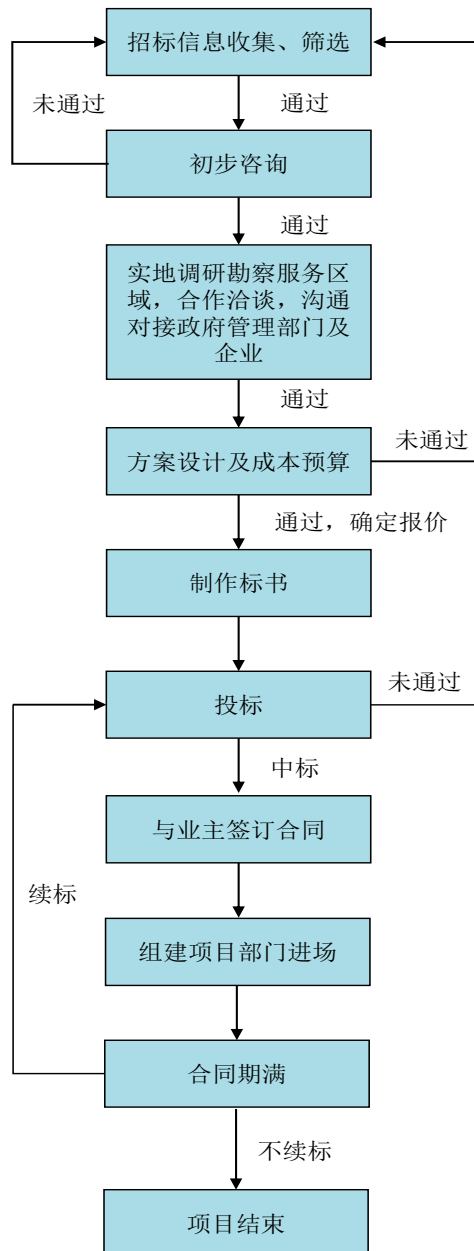 招标信息收集、筛选
未通过
通过
初步咨询
通过
实地调研勘察服务区
域，合作洽谈，沟通
对接政府管理部门及
企业
通过
方案设计及成本预算
未通过
通过，确定报价
制作标书
投标
未通过
中标
与业主签订合同
续标
组建项目部门进场
合同期满
不续标
项目结束